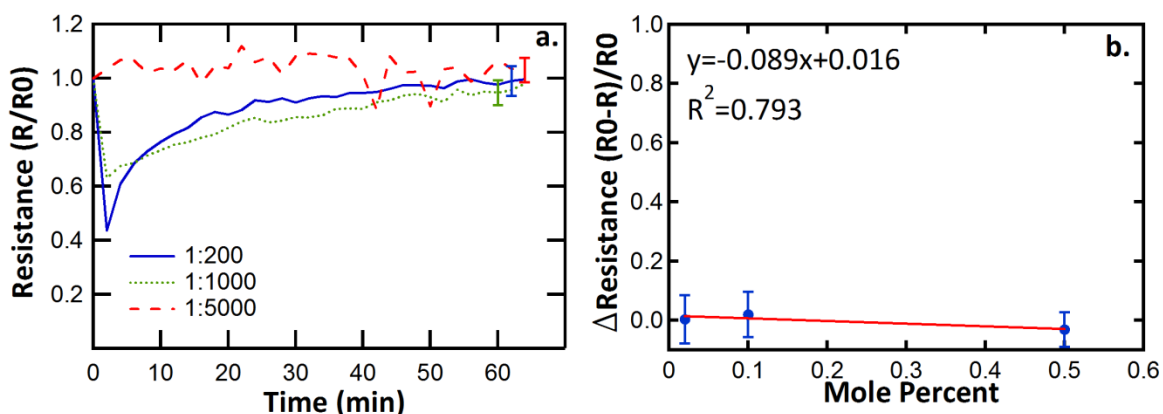 a.
Resistance (R/R0)
1.2
1.0
0.8
0.6
0.4
0.2
1:200
1:1000
1:5000
0 10 20 30 40 50 60
Time (min)
b.
△Resistance (R0-R)/R0
1.0
0.8
0.6
0.4
0.2
0.0
y=-0.089x+0.016
R²=0.793
0 0.1 0.2 0.3 0.4 0.5 0.6
Mole Percent